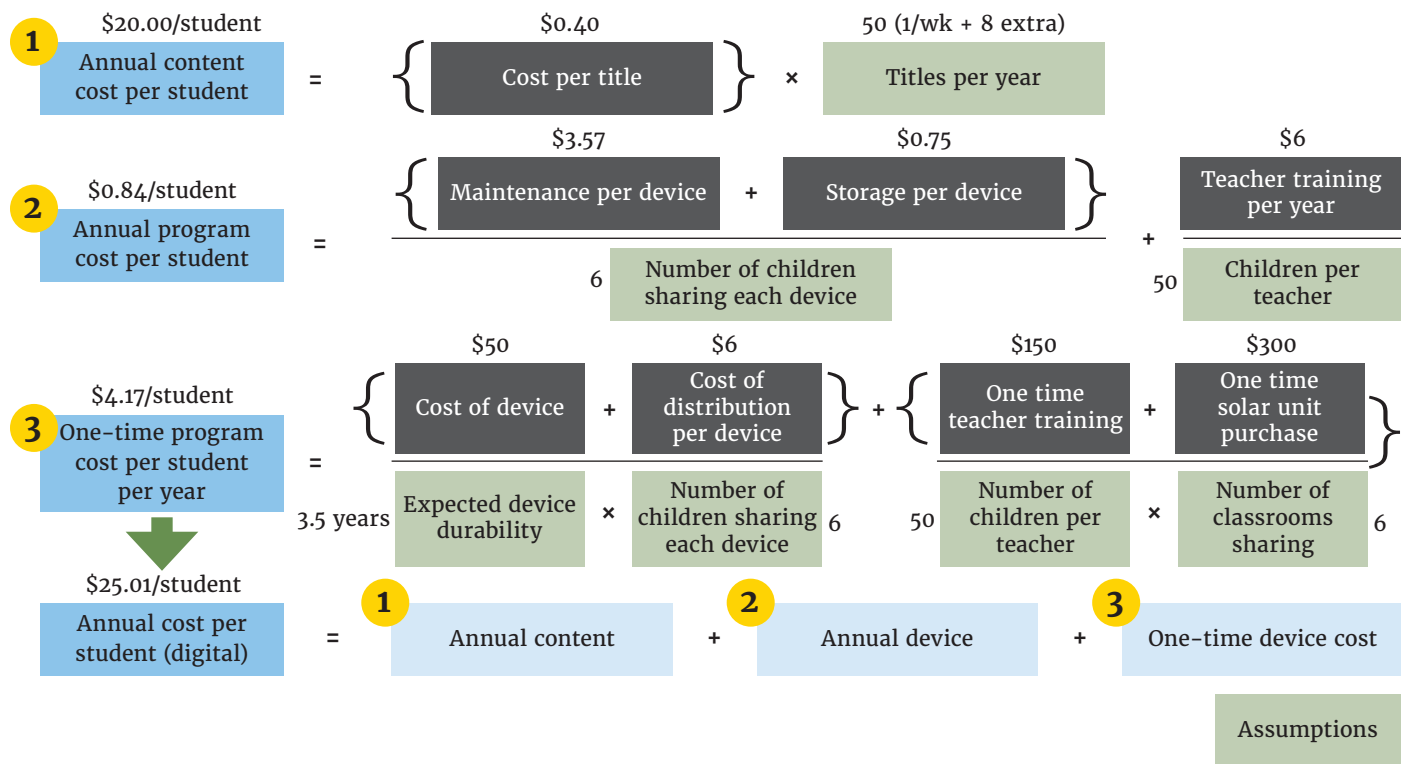 $20.00/student
$0.40
50 (1/wk + 8 extra)
1
Annual content
cost per student
=
{
Cost per title
}
×
Titles per year
$3.57
$0.75
$6
$0.84/student
2
Annual program
cost per student
=
{
Maintenance per device
+
Storage per device
}
+
Teacher training
per year
6
Number of children
sharing each device
50
Children per
teacher
$50
$6
$150
$300
$4.17/student
3
One-time program
cost per student
per year
=
{
Cost of device
+
Cost of
distribution
per device
}
+
{
One time
teacher training
+
One time
solar unit
purchase
}
3.5 years
Expected device
durability
×
Number of
children sharing
each device
6
50
Number of
children per
teacher
×
Number of
classrooms
sharing
6
$25.01/student
Annual cost per
student (digital)
=
1
Annual content
+
2
Annual device
+
3
One-time device cost
Assumptions